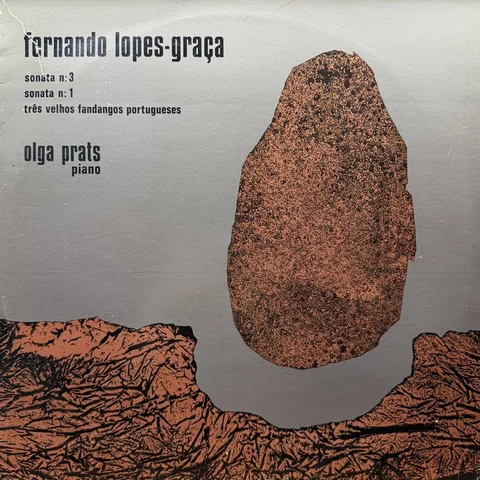 fernando lopes-graça
sonata n: 3
sonata n: 1
três velhos fandangos portugueses
olga prats
piano